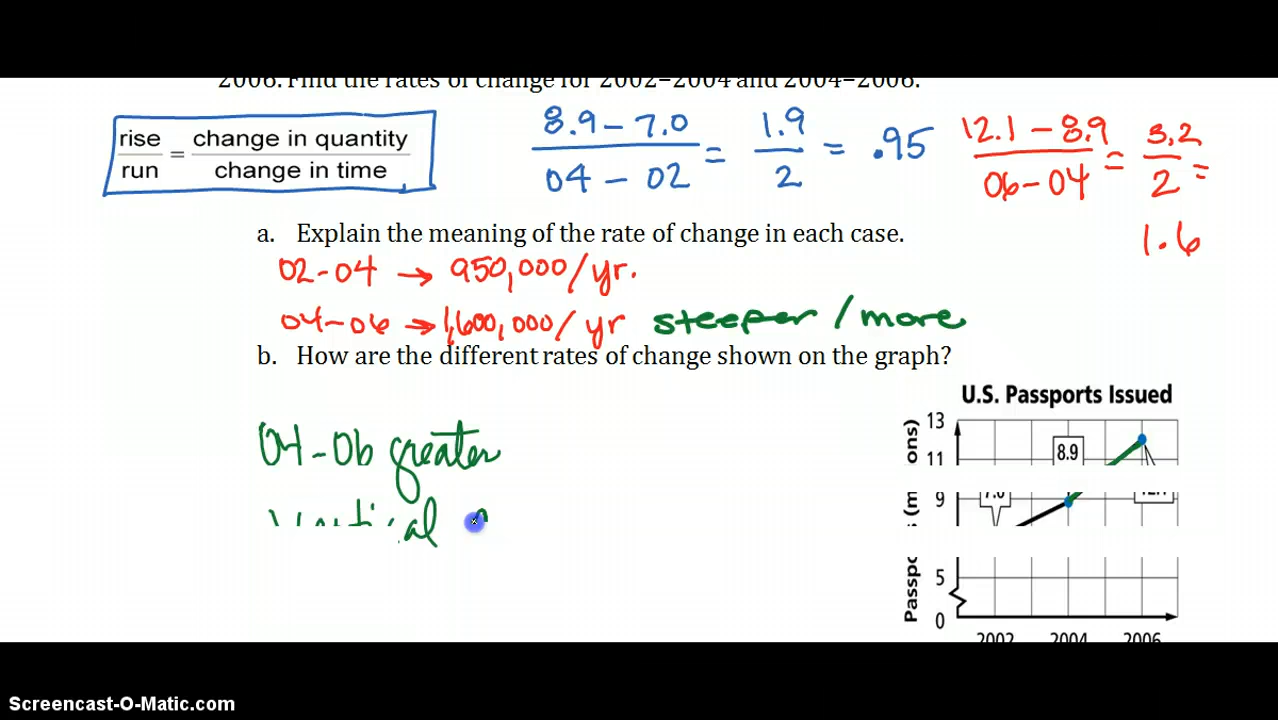 2006. Find the rates of change for 2002–2004 and 2004–2006.
rise/run = change in quantity/change in time
8.9 - 7.0 / 04 - 02 = 1.9/2 = .95
12.1 - 8.9 / 06 - 04 = 3.2/2 =
1.6
a. Explain the meaning of the rate of change in each case.
02-04 → 950,000/yr.
04-06 → 1,600,000/yr steeper/more
b. How are the different rates of change shown on the graph?
04-06 greater
vertical
U.S. Passports Issued
13
8.9
11
ons)
9
(m
5
Passpo
0
2002 2004 2006
Screencast-O-Matic.com